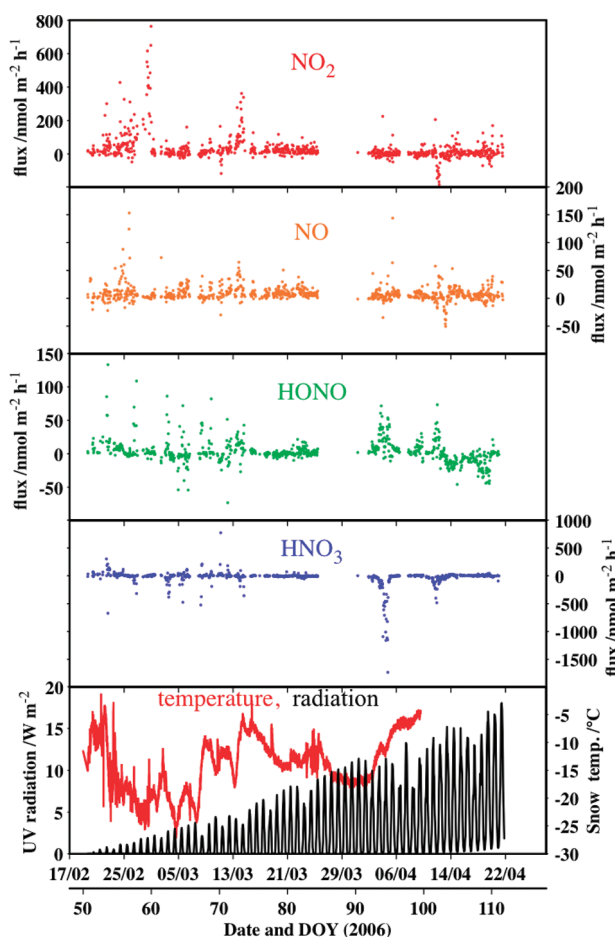 800
600
400
200
0
flux /nmol m⁻² h⁻¹
NO₂
200
150
100
50
0
-50
flux /nmol m⁻² h⁻¹
NO
150
100
50
0
-50
flux /nmol m⁻² h⁻¹
HONO
1000
500
0
-500
-1000
-1500
flux /nmol m⁻² h⁻¹
HNO₃
20
15
10
5
0
UV radiation /W m⁻²
temperature, radiation
-5
-10
-15
-20
-25
-30
Snow temp. /°C
17/02 25/02 05/03 13/03 21/03 29/03 06/04 14/04 22/04
50 60 70 80 90 100 110
Date and DOY (2006)